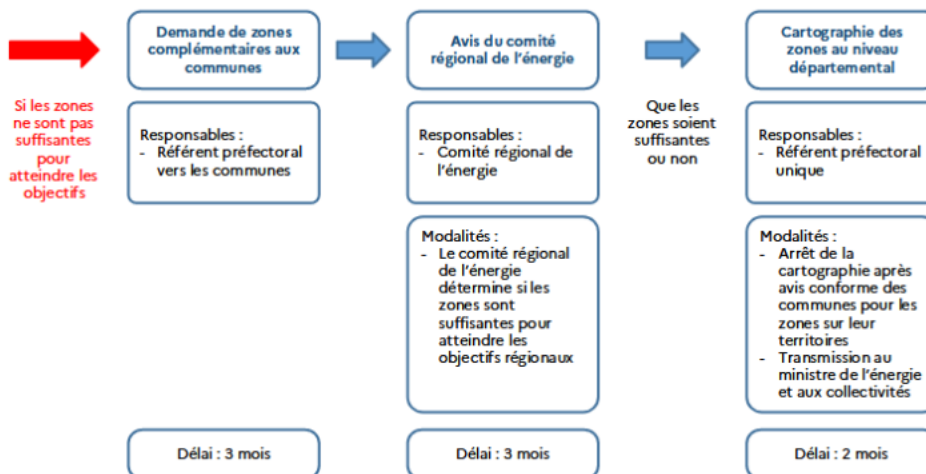 Demande de zones
complémentaires aux
communes
Avis du comité
régional de l'énergie
Cartographie des
zones au niveau
départemental
Si les zones
ne sont pas
suffisantes
pour
atteindre les
objectifs
Responsables :
- Référent préfectoral
vers les communes
Responsables :
- Comité régional de
l'énergie
Que les
zones soient
suffisantes
ou non
Responsables :
- Référent préfectoral
unique
Modalités :
- Le comité régional
de l'énergie
détermine si les
zones sont
suffisantes pour
atteindre les
objectifs régionaux
Modalités :
- Arrêt de la
cartographie après
avis conforme des
communes pour les
zones sur leur
territoires
- Transmission au
ministre de l'énergie
et aux collectivités
Délai : 3 mois
Délai : 3 mois
Délai : 2 mois